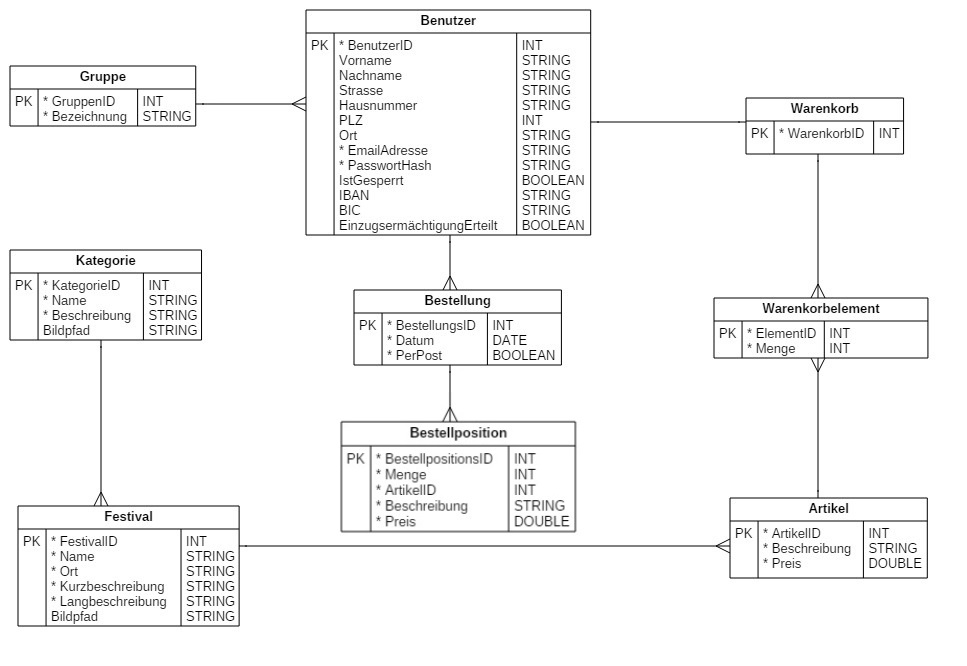 Benutzer
PK * BenutzerID INT
Vorname STRING
Nachname STRING
Strasse STRING
Hausnummer STRING
PLZ INT
Ort STRING
* EmailAdresse STRING
* PasswortHash STRING
IstGesperrt BOOLEAN
IBAN STRING
BIC STRING
EinzugsermächtigungErteilt BOOLEAN
Gruppe
PK * GruppenID INT
* Bezeichnung STRING
Warenkorb
PK * WarenkorbID INT
Kategorie
PK * KategorieID INT
* Name STRING
* Beschreibung STRING
Bildpfad STRING
Bestellung
PK * BestellungsID INT
* Datum DATE
* PerPost BOOLEAN
Warenkorbelement
PK * ElementID INT
* Menge INT
Bestellposition
PK * BestellpositionsID INT
* Menge INT
* ArtikelID INT
* Beschreibung STRING
* Preis DOUBLE
Festival
PK * FestivalID INT
* Name STRING
* Ort STRING
* Kurzbeschreibung STRING
* Langbeschreibung STRING
Bildpfad STRING
Artikel
PK * ArtikelID INT
* Beschreibung STRING
* Preis DOUBLE